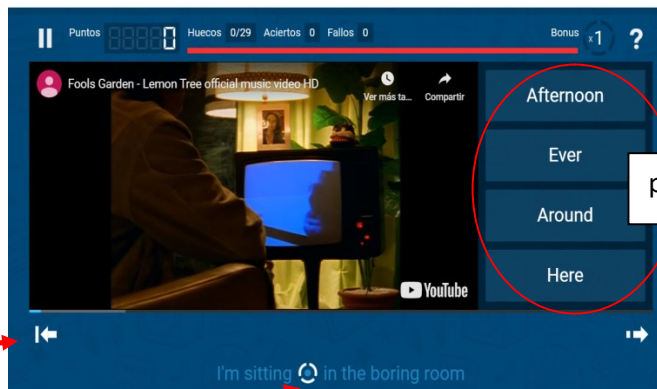 Puntos 0 Huecos 0/29 Aciertos 0 Fallos 0 Bonus x1 ?
Fools Garden - Lemon Tree official music video HD
Ver más ta... Compartir
YouTube
Afternoon
Ever
Around
Here
p
I'm sitting in the boring room